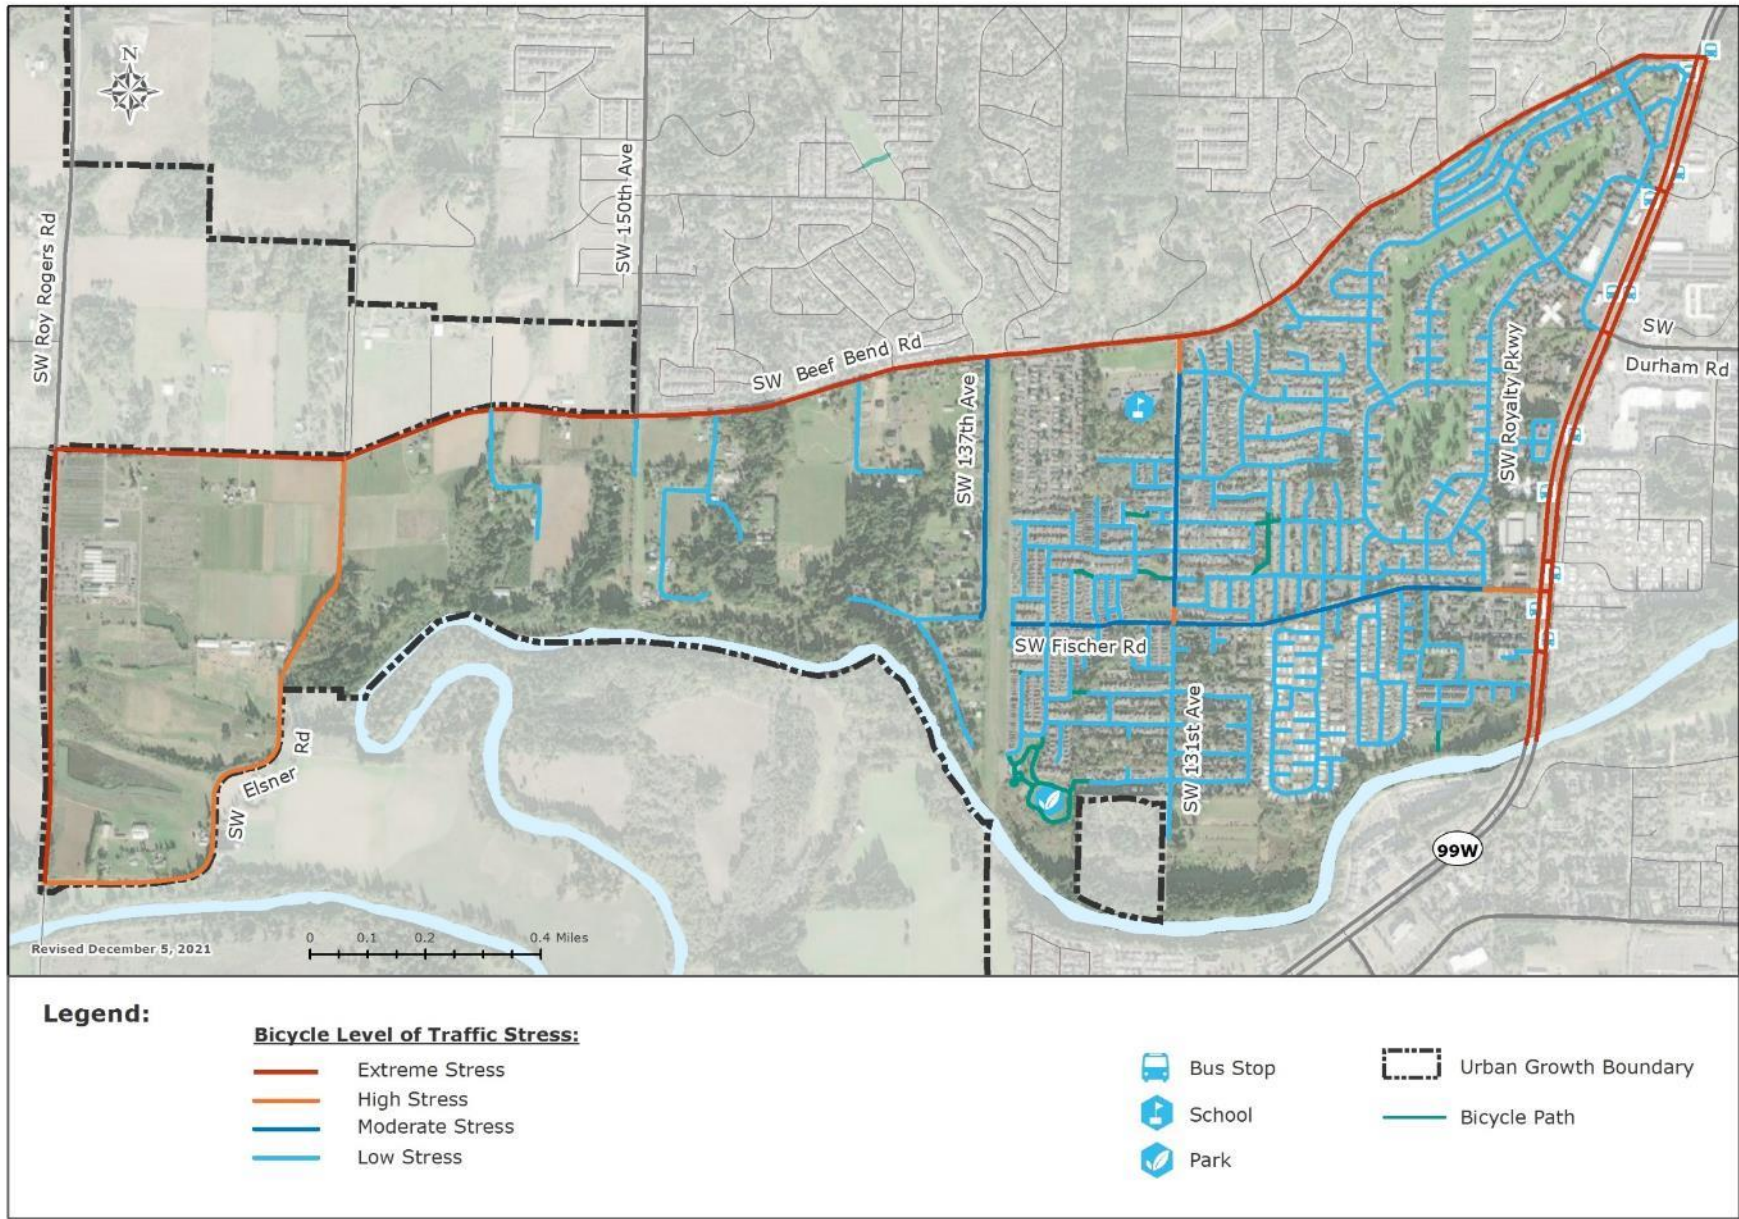 N
SW Roy Rogers Rd
SW 150th Ave
SW Beef Bend Rd
SW 137th Ave
SW Royalty Pkwy
SW
Durham Rd
SW Fischer Rd
SW 131st Ave
SW Elsner Rd
99W
Revised December 5, 2021
0 0.1 0.2 0.4 Miles
Legend:
Bicycle Level of Traffic Stress:
Extreme Stress
High Stress
Moderate Stress
Low Stress
Bus Stop
School
Park
Urban Growth Boundary
Bicycle Path